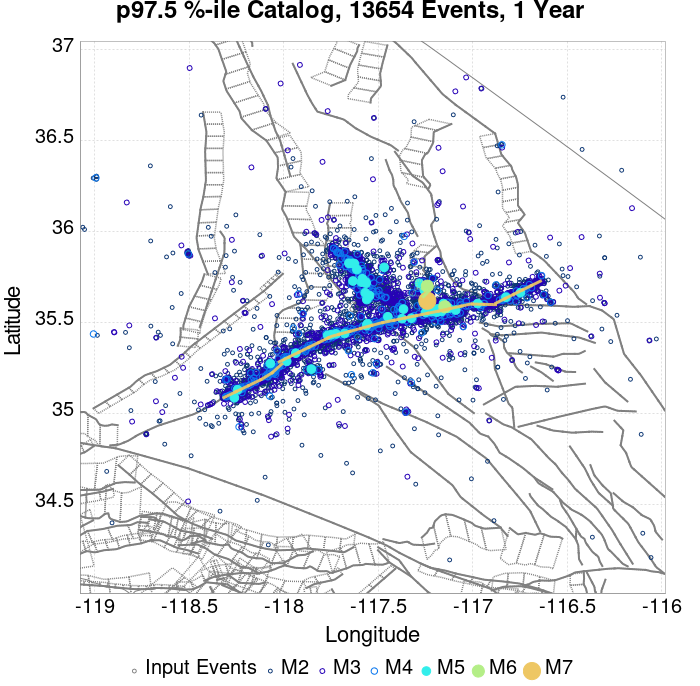 p97.5 %-ile Catalog, 13654 Events, 1 Year
37
36.5
36
35.5
35
34.5
Latitude
-119 -118.5 -118 -117.5 -117 -116.5 -116
Longitude
Input Events M2 M3 M4 M5 M6 M7